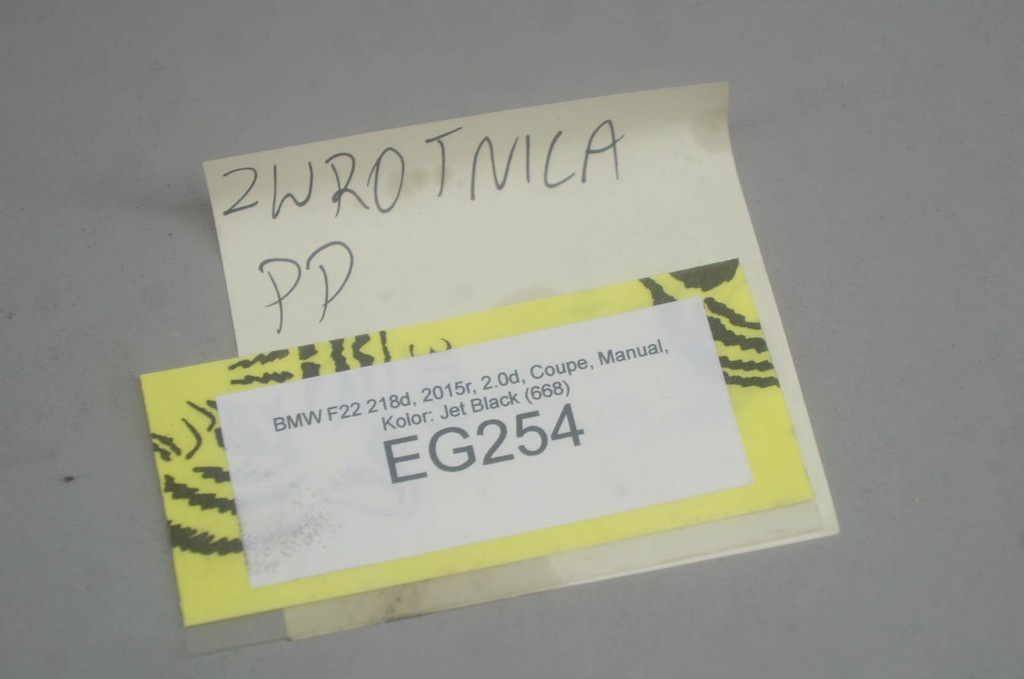 ZWROTNICA
PP
BMW F22 218d, 2015r, 2.0d, Coupe, Manual,
Kolor: Jet Black (668)
EG254